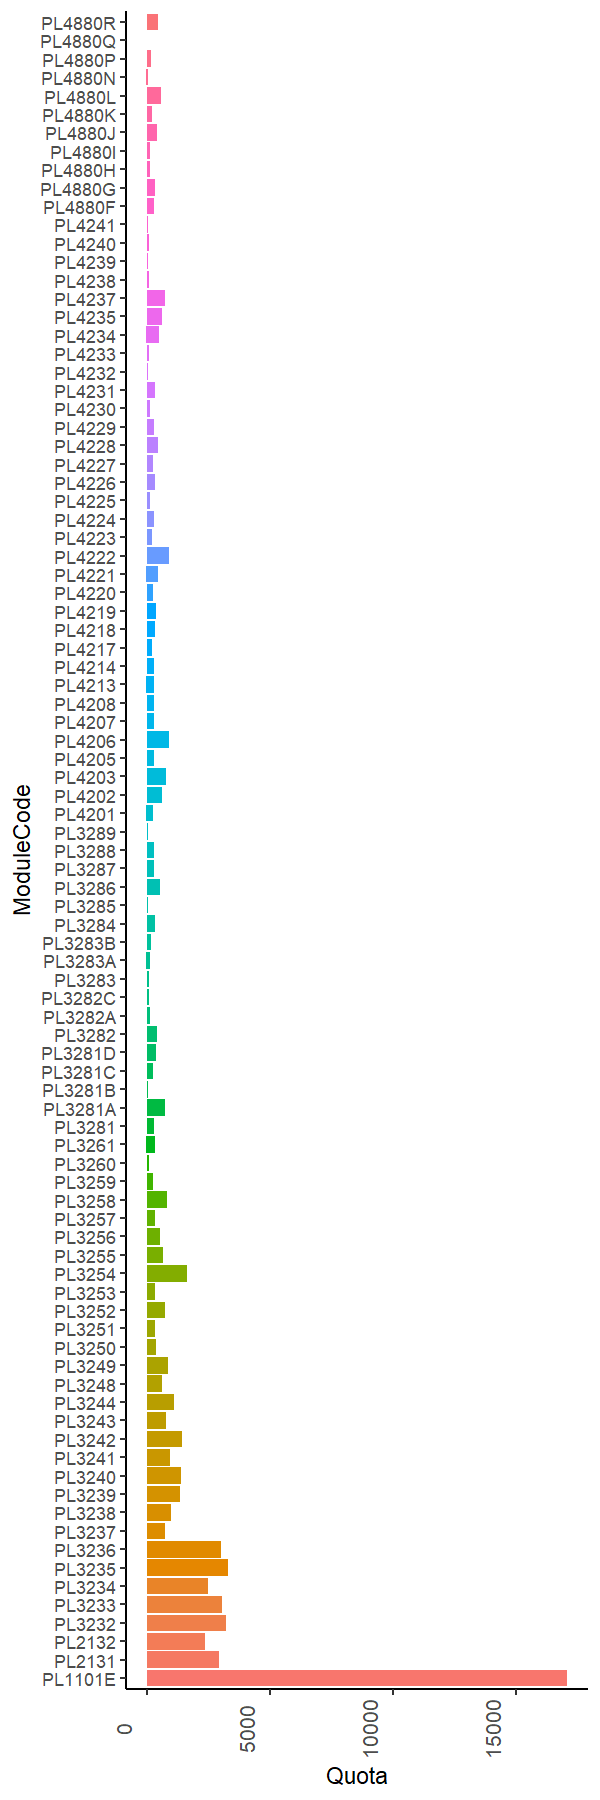 PL4880R
PL4880Q
PL4880P
PL4880N
PL4880L
PL4880K
PL4880J
PL4880I
PL4880H
PL4880G
PL4880F
PL4241
PL4240
PL4239
PL4238
PL4237
PL4235
PL4234
PL4233
PL4232
PL4231
PL4230
PL4229
PL4228
PL4227
PL4226
PL4225
PL4224
PL4223
PL4222
PL4221
PL4220
PL4219
PL4218
PL4217
PL4214
PL4213
PL4208
PL4207
PL4206
PL4205
PL4203
PL4202
PL4201
PL3289
PL3288
PL3287
PL3286
PL3285
PL3284
PL3283B
PL3283A
PL3283
PL3282C
PL3282A
PL3282
PL3281D
PL3281C
PL3281B
PL3281A
PL3281
PL3261
PL3260
PL3259
PL3258
PL3257
PL3256
PL3255
PL3254
PL3253
PL3252
PL3251
PL3250
PL3249
PL3248
PL3244
PL3243
PL3242
PL3241
PL3240
PL3239
PL3238
PL3237
PL3236
PL3235
PL3234
PL3233
PL3232
PL2132
PL2131
PL1101E
ModuleCode
0
5000
10000
15000
Quota